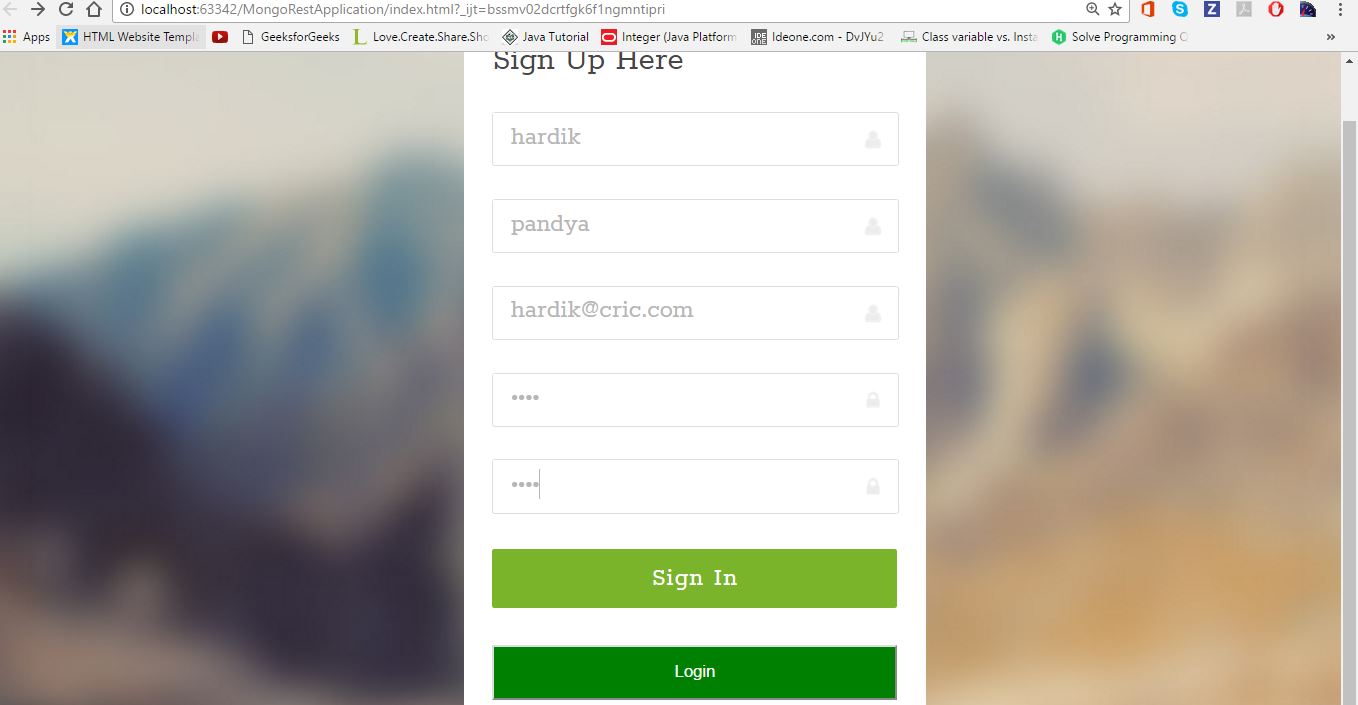 localhost:63342/MongoRestApplication/index.html?_ijt=bssmv02dcrtfgk6f1ngmntipri
Apps HTML Website Templa GeeksforGeeks Love.Create.Share.Sho Java Tutorial Integer (Java Platform Ideone.com - DvJYu2 Class variable vs. Insta Solve Programming Q »
Sign Up Here
hardik
pandya
hardik@cric.com
••••
••••
Sign In
Login